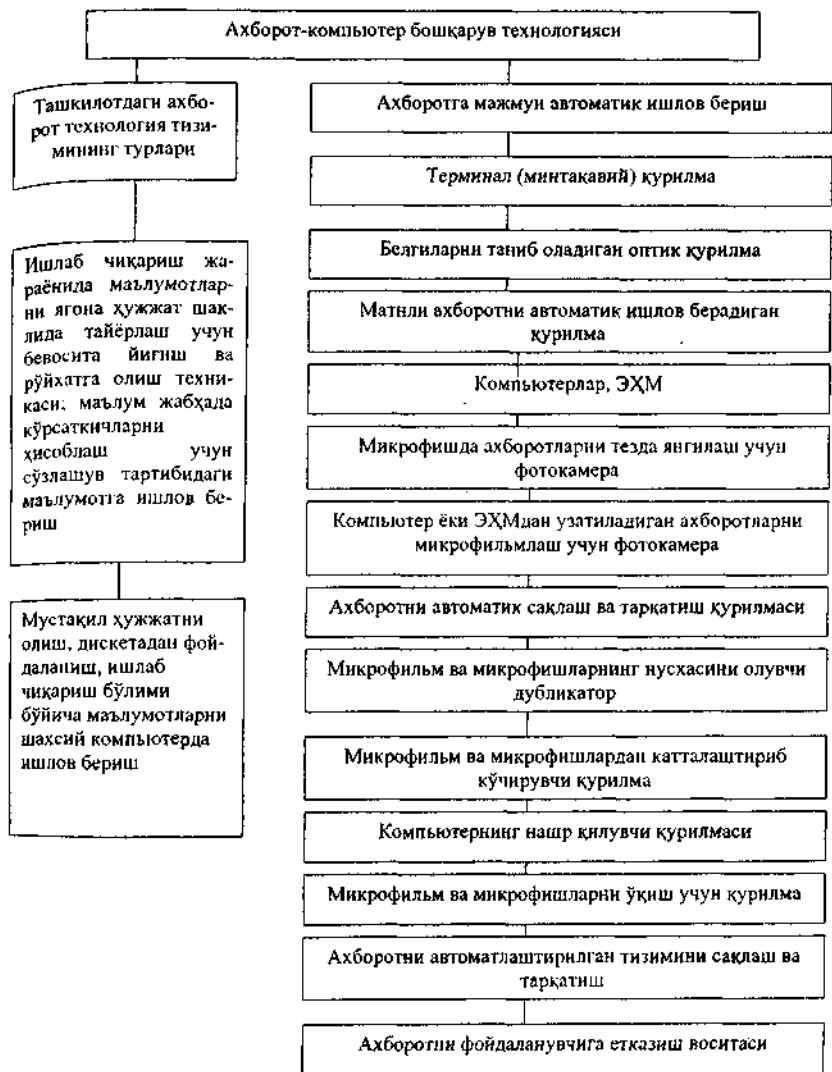 Ахборот-компьютер бошқарув технологияси
Ташкилотдаги ахбо-
рот технология тизи-
мининг турлари
Ишлаб чиқариш жа-
раёнида маълумотлар-
ни ягона ҳужжат шак-
лида тайёрлаш учун
бевосита йиғиш ва
рўйхатга олиш техни-
каси; маълум жабҳада
кўрсаткичларни
ҳисоблаш учун
сўзлашув тартибидаги
маълумотга ишлов бе-
риш
Мустақил ҳужжатни
олиш, дискетадан фой-
даланиш, ишлаб
чиқариш бўлими
бўйича маълумотларни
шахсий компьютерда
ишлов бериш
Ахборотга мажмуи автоматик ишлов бериш
Терминал (минтақавий) қурилма
Белгиларни таниб оладиган оптик қурилма
Матнли ахборотни автоматик ишлов берадиган
қурилма
Компьютерлар, ЭҲМ
Микрофишда ахборотларни тезда янгилаш учун
фотокамера
Компьютер ёки ЭҲМдан узатиладиган ахборотларни
микрофильмлаш учун фотокамера
Ахборотни автоматик сақлаш ва тарқатиш қурилмаси
Микрофильм ва микрофишларнинг нусхасини олувчи
дубликатор
Микрофильм ва микрофишлардан катталаштириб
кўчирувчи қурилма
Компьютернинг нашр қилувчи қурилмаси
Микрофильм ва микрофишларни ўқиш учун қурилма
Ахборотни автоматлаштирилган тизимини сақлаш ва
тарқатиш
Ахборотни фойдаланувчига етказиш воситаси